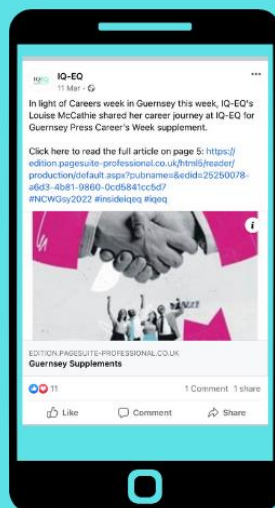 IQ-EQ
11 Mar
In light of Careers week in Guernsey this week, IQ-EQ's
Louise McCathie shared her career journey at IQ-EQ for
Guernsey Press Career's Week supplement.
Click here to read the full article on page 5: https://
edition.pagesuite-professional.co.uk/html5/reader/
production/default.aspx?pubname=&edid=25250078-
a6d3-4b81-9860-0cd5841cc5d7
#NCWGsy2022 #insideiqeq #iqeq
EDITION.PAGESUITE-PROFESSIONAL.CO.UK
Guernsey Supplements
11
1 Comment 1 share
Like Comment Share